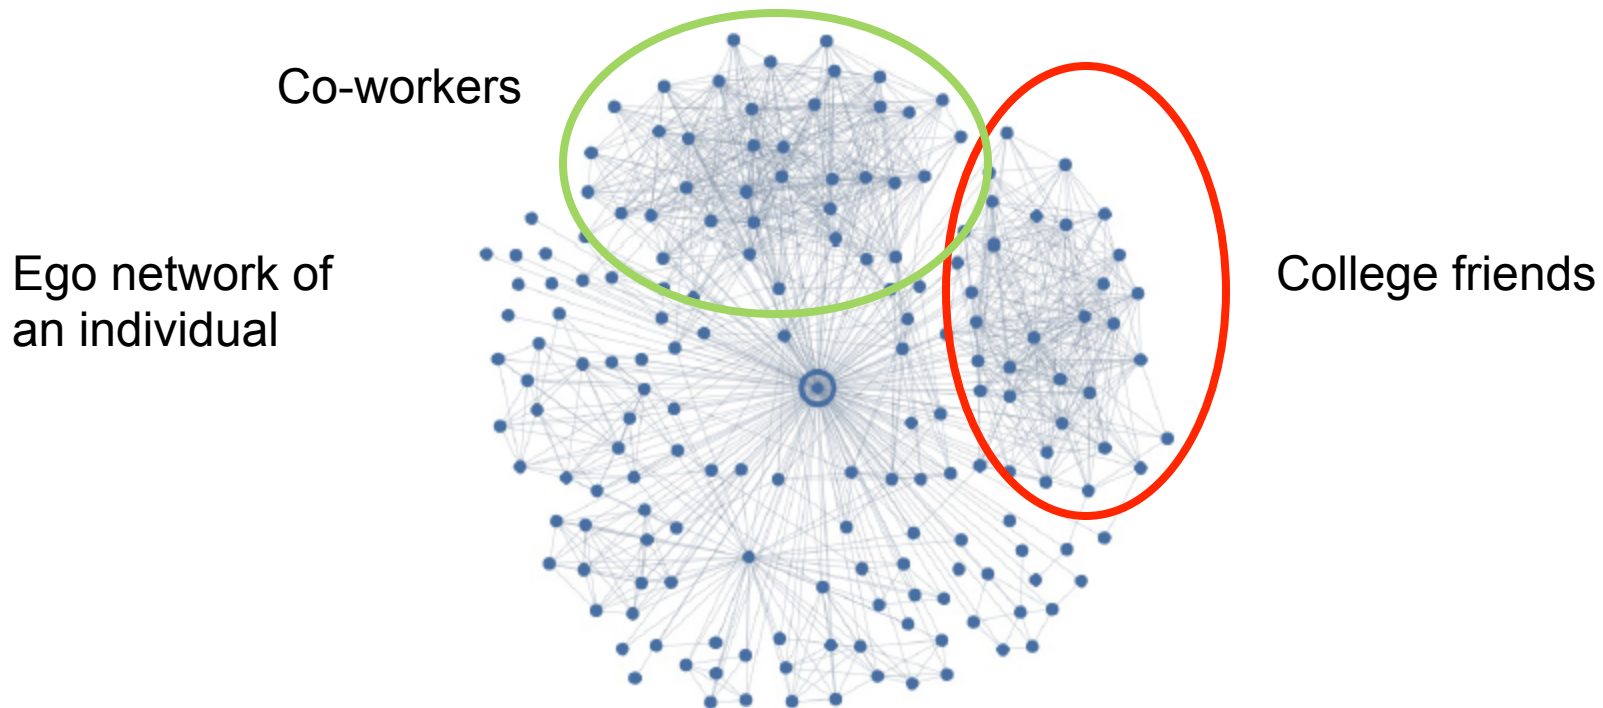 Co-workers
Ego network of
an individual
College friends